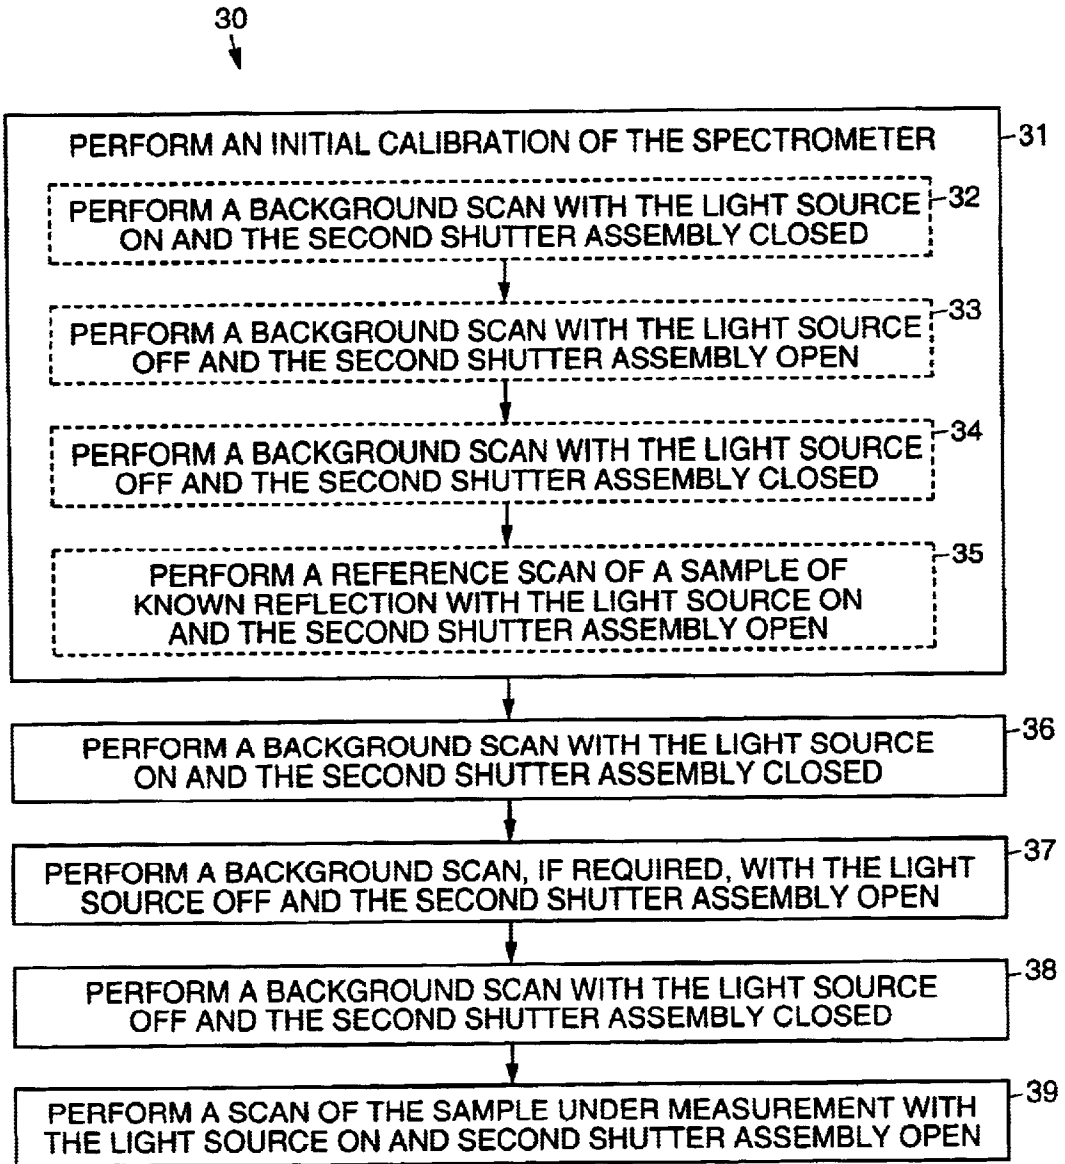 30
PERFORM AN INITIAL CALIBRATION OF THE SPECTROMETER
31
PERFORM A BACKGROUND SCAN WITH THE LIGHT SOURCE
ON AND THE SECOND SHUTTER ASSEMBLY CLOSED
32
PERFORM A BACKGROUND SCAN WITH THE LIGHT SOURCE
OFF AND THE SECOND SHUTTER ASSEMBLY OPEN
33
PERFORM A BACKGROUND SCAN WITH THE LIGHT SOURCE
OFF AND THE SECOND SHUTTER ASSEMBLY CLOSED
34
PERFORM A REFERENCE SCAN OF A SAMPLE OF
KNOWN REFLECTION WITH THE LIGHT SOURCE ON
AND THE SECOND SHUTTER ASSEMBLY OPEN
35
PERFORM A BACKGROUND SCAN WITH THE LIGHT SOURCE
ON AND THE SECOND SHUTTER ASSEMBLY CLOSED
36
PERFORM A BACKGROUND SCAN, IF REQUIRED, WITH THE LIGHT
SOURCE OFF AND THE SECOND SHUTTER ASSEMBLY OPEN
37
PERFORM A BACKGROUND SCAN WITH THE LIGHT SOURCE
OFF AND THE SECOND SHUTTER ASSEMBLY CLOSED
38
PERFORM A SCAN OF THE SAMPLE UNDER MEASUREMENT WITH
THE LIGHT SOURCE ON AND SECOND SHUTTER ASSEMBLY OPEN
39